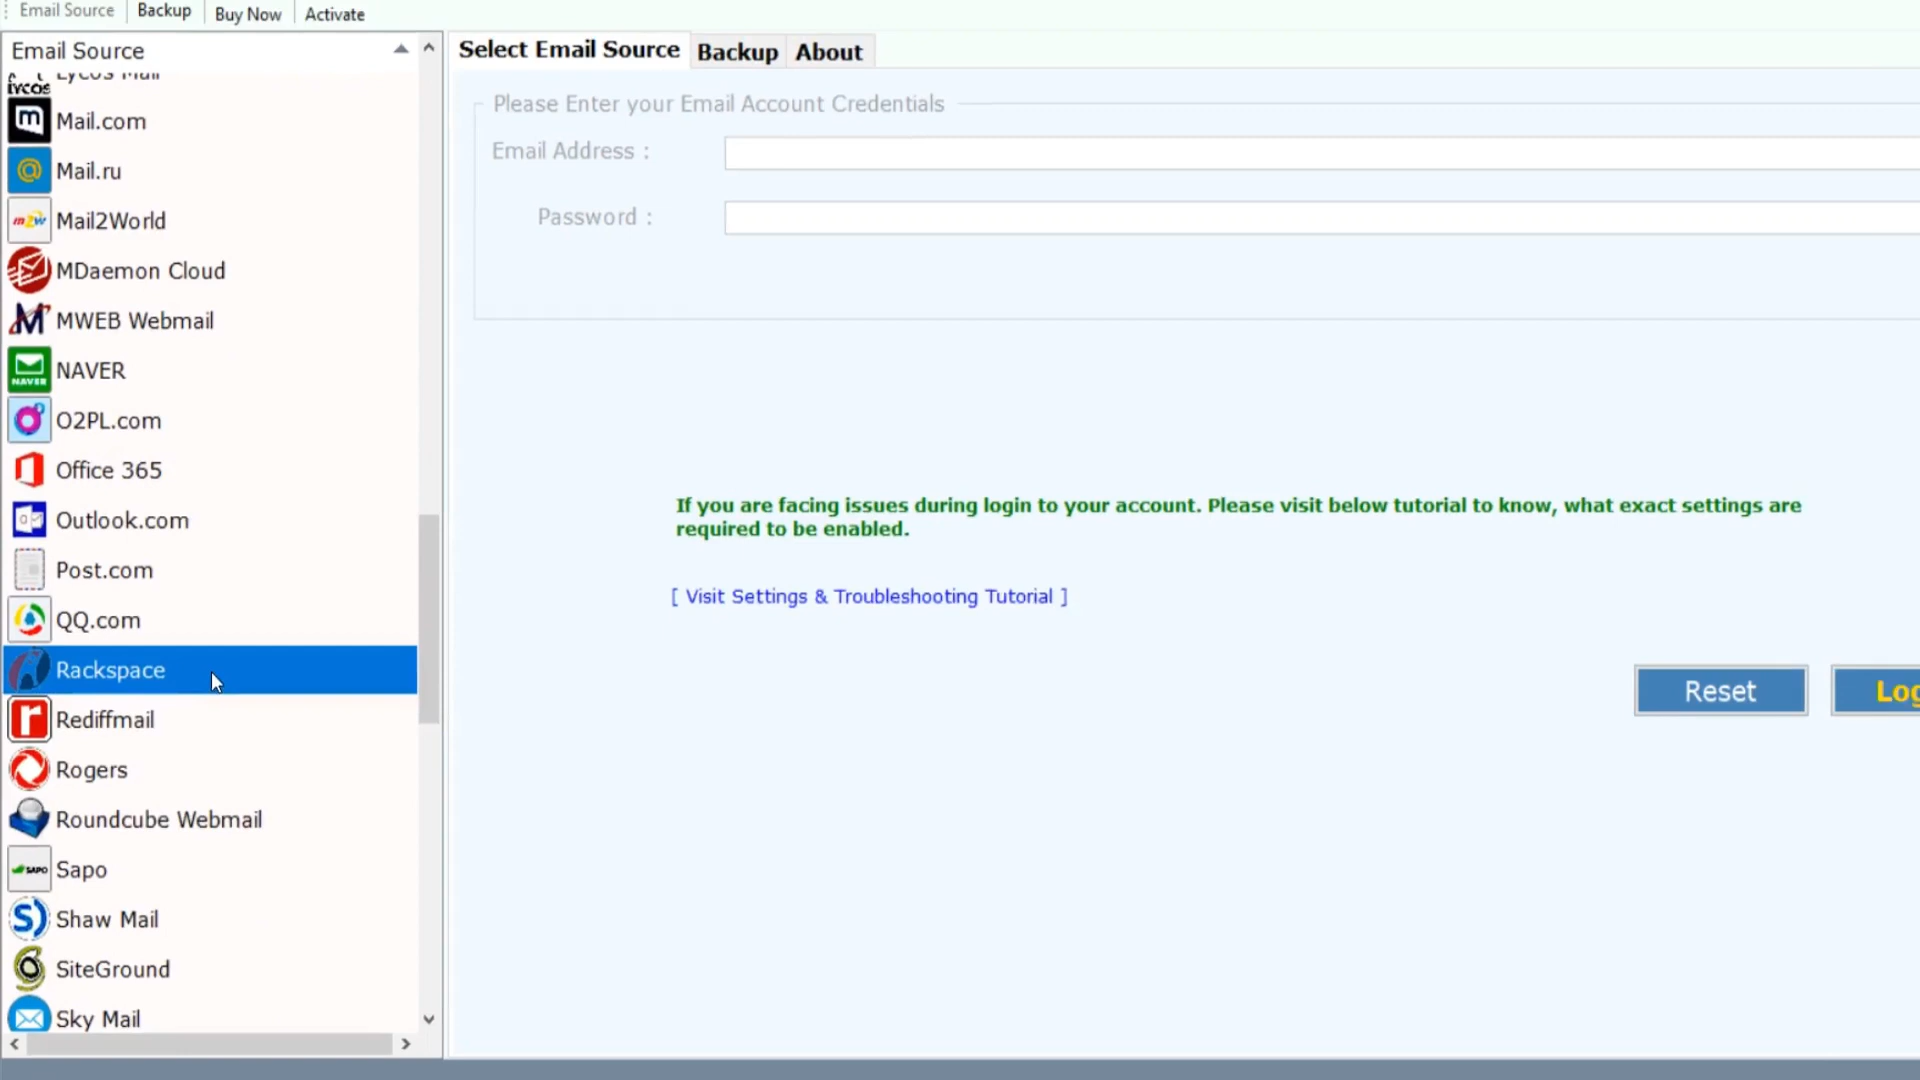 Email Source
Backup
Buy Now
Activate
Email Source
Lycos Mail
Mail.com
Mail.ru
Mail2World
MDaemon Cloud
MWEB Webmail
NAVER
NAVER
O2PL.com
Office 365
Outlook.com
Post.com
QQ.com
Rackspace
Rediffmail
Rogers
Roundcube Webmail
SAPO
Sapo
Shaw Mail
SiteGround
Sky Mail
Select Email Source
Backup
About
Please Enter your Email Account Credentials
Email Address :
Password :
If you are facing issues during login to your account. Please visit below tutorial to know, what exact settings are
required to be enabled.
[ Visit Settings & Troubleshooting Tutorial ]
Reset